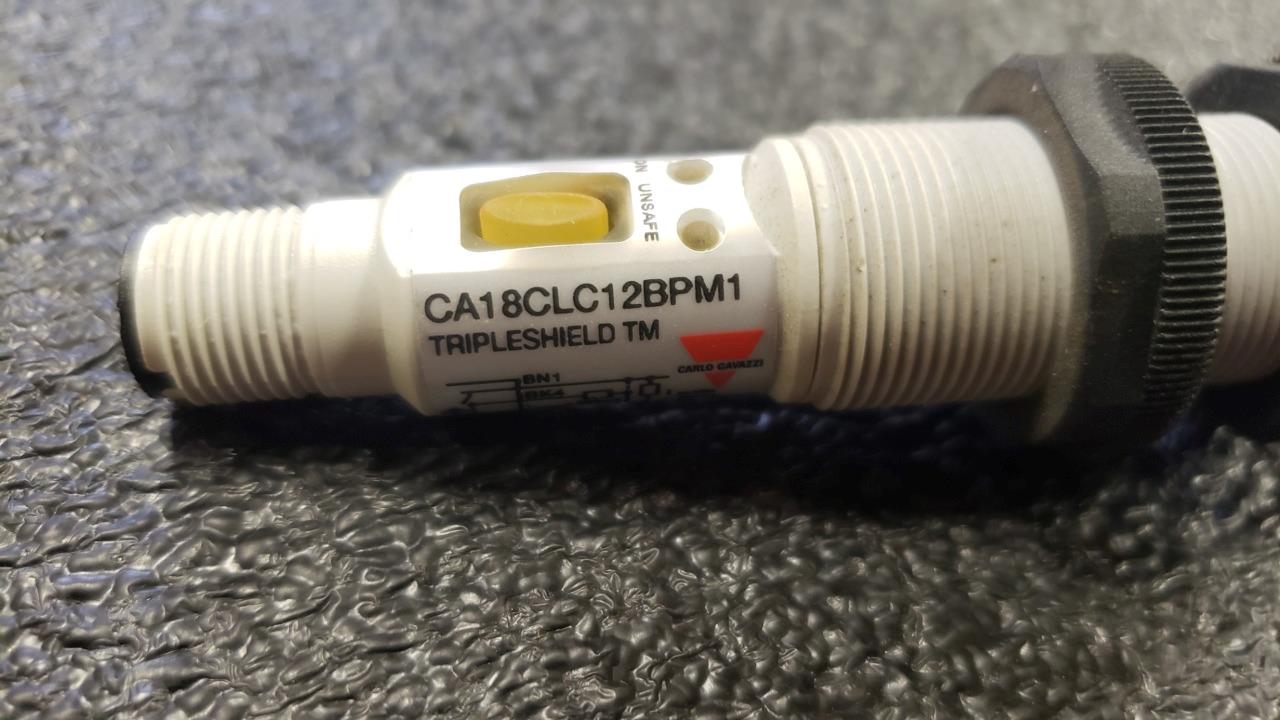 ON UNSAFE
CA18CLC12BPM1
TRIPLESHIELD TM
CARLO GAVAZZI
BN1
BK4